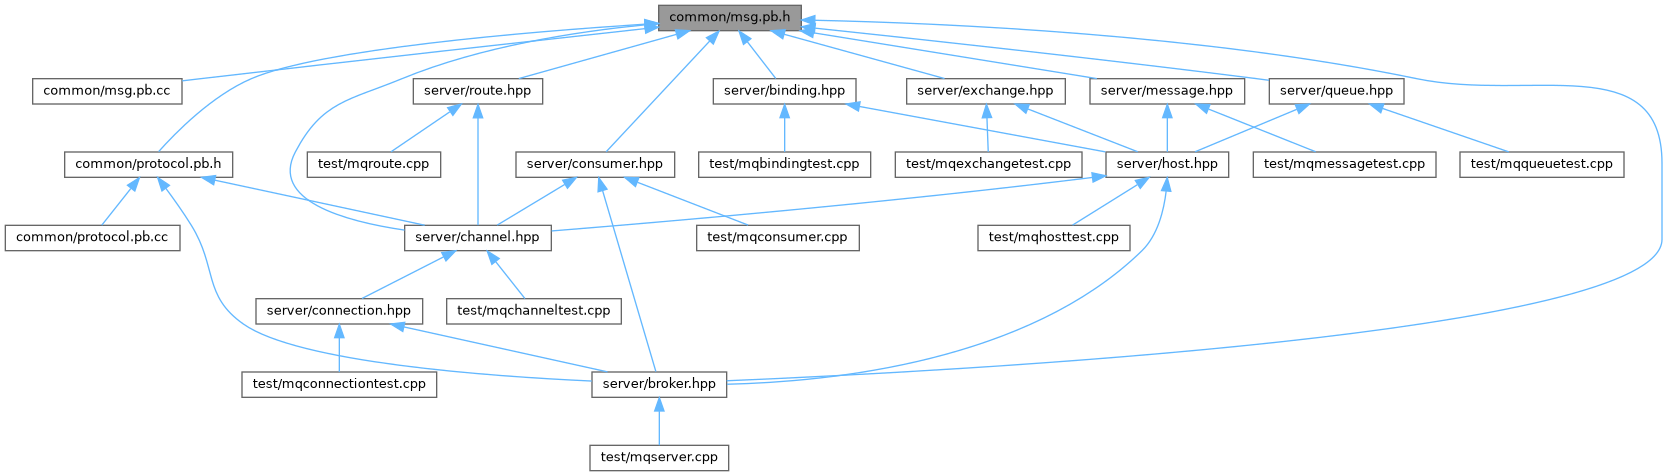 common/msg.pb.h
common/msg.pb.cc
server/route.hpp
server/binding.hpp
server/exchange.hpp
server/message.hpp
server/queue.hpp
common/protocol.pb.h
test/mqroute.cpp
server/consumer.hpp
test/mqbindingtest.cpp
test/mqexchangetest.cpp
server/host.hpp
test/mqmessagetest.cpp
test/mqqueuetest.cpp
common/protocol.pb.cc
server/channel.hpp
test/mqconsumer.cpp
test/mqhosttest.cpp
server/connection.hpp
test/mqchanneltest.cpp
test/mqconnectiontest.cpp
server/broker.hpp
test/mqserver.cpp